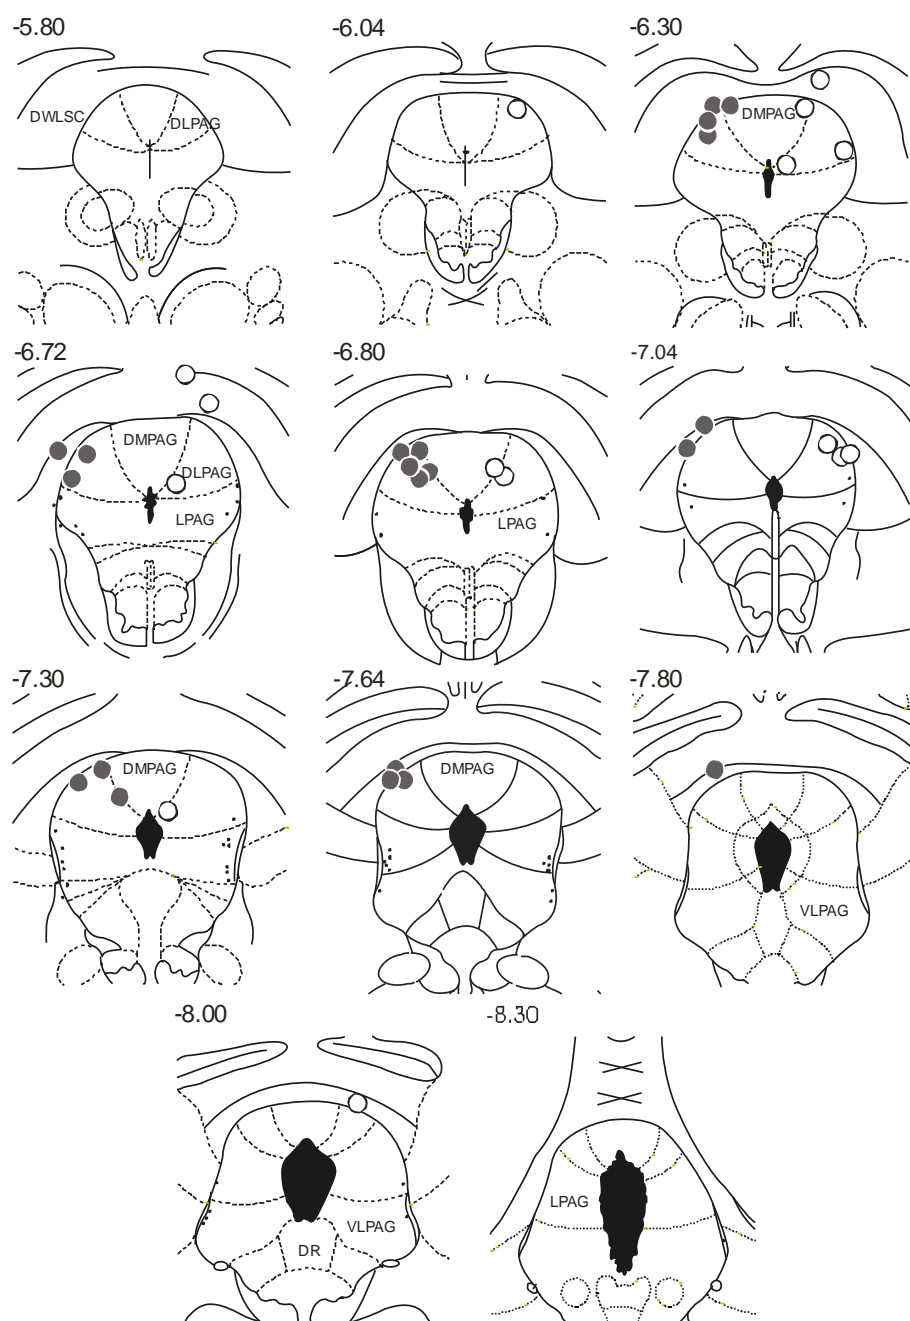 -5.80
-6.04
-6.30
DWLSC
DLPAG
DMPAG
-6.72
-6.80
-7.04
DMPAG
DLPAG
LPAG
LPAG
-7.30
-7.64
-7.80
DMPAG
DMPAG
VLPAG
-8.00
-8.30
LPAG
VLPAG
DR